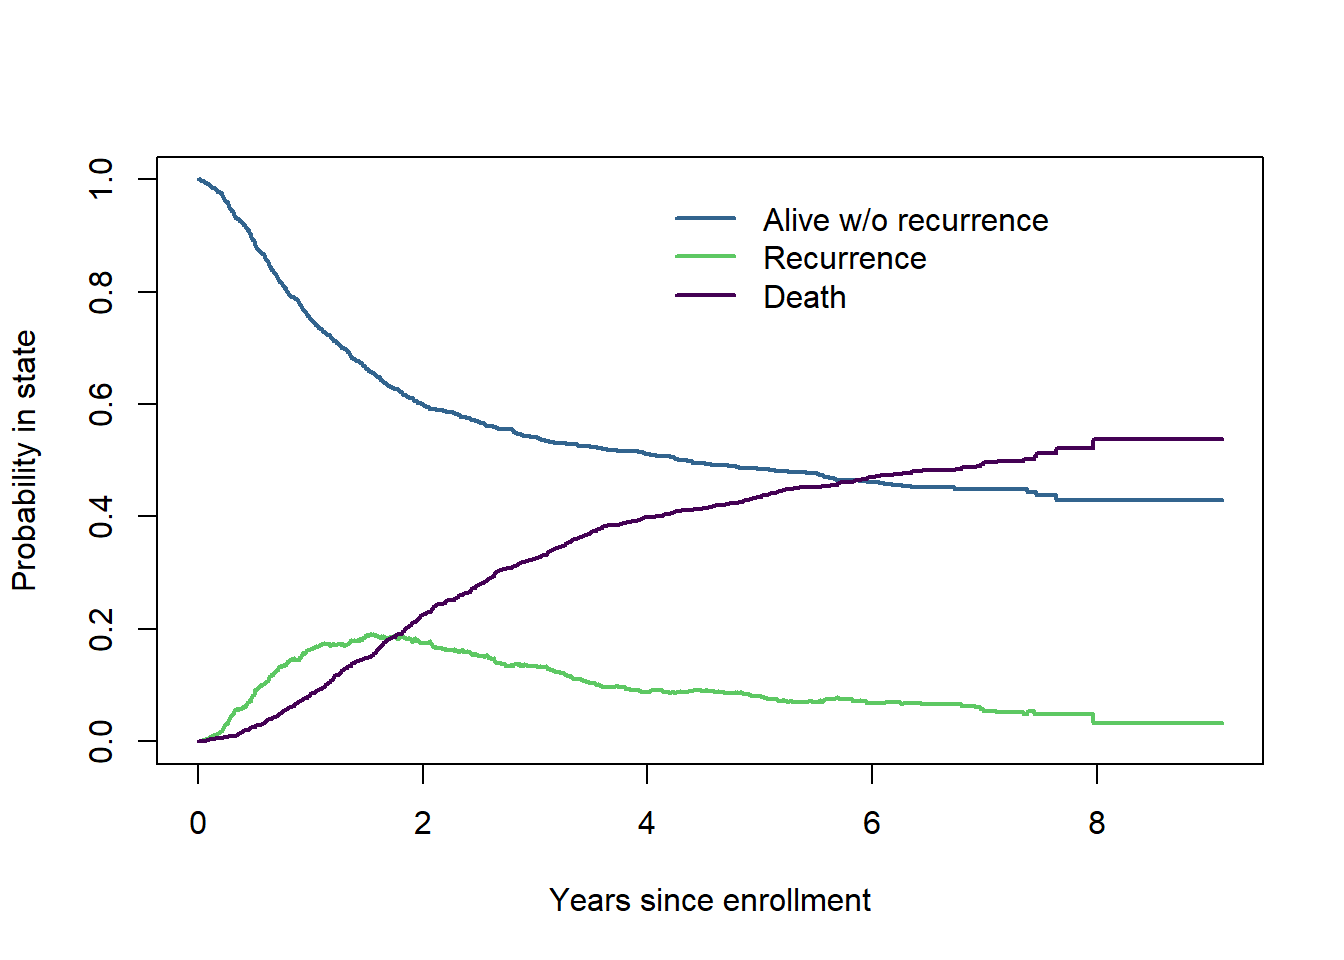 Alive w/o recurrence
Recurrence
Death
Probability in state
1.0
0.8
0.6
0.4
0.2
0.0
0 2 4 6 8
Years since enrollment